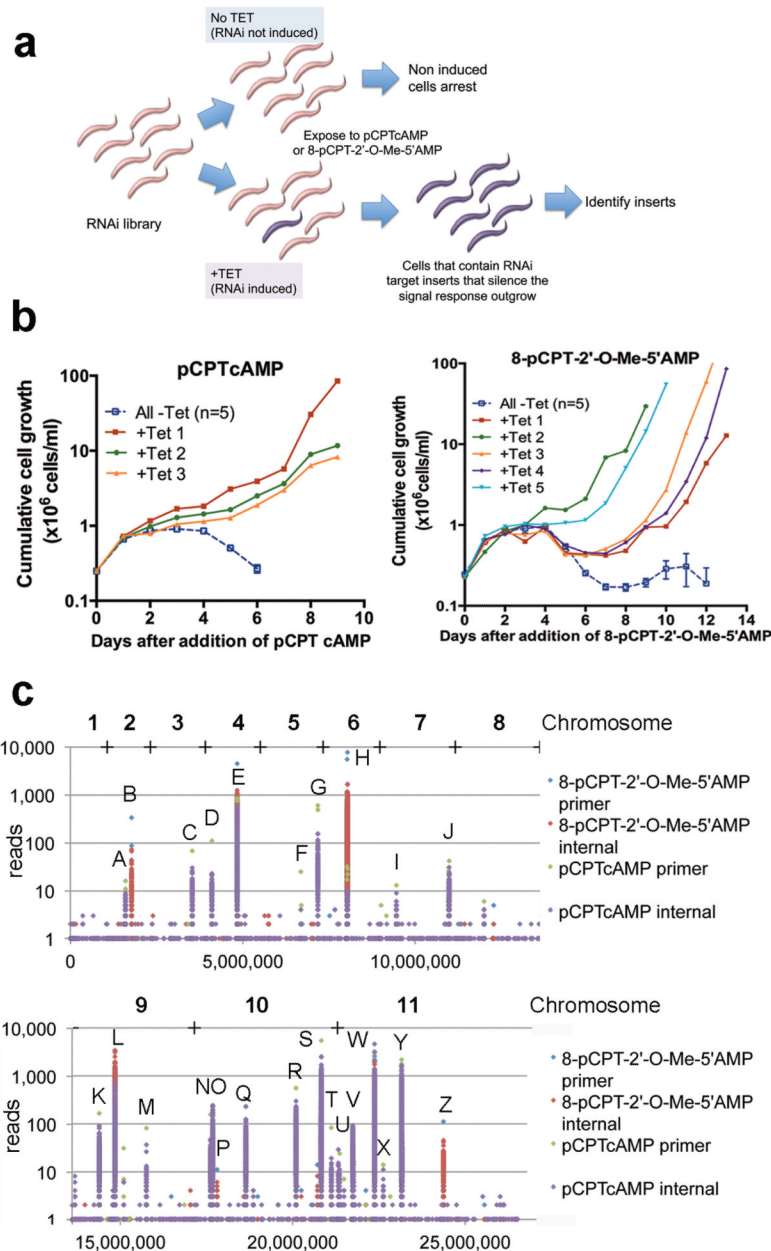 a
No TET
(RNAi not induced)
Non induced
cells arrest
Expose to pCPTcAMP
or 8-pCPT-2'-O-Me-5'AMP
Identify inserts
RNAi library
+TET
(RNAi induced)
Cells that contain RNAi
target inserts that silence the
signal response outgrow
b
pCPTcAMP
100
10
1
0.1
Cumulative cell growth
(x10⁶ cells/ml)
All -Tet (n=5)
+Tet 1
+Tet 2
+Tet 3
0 2 4 6 8 10
Days after addition of pCPT cAMP
8-pCPT-2'-O-Me-5'AMP
100
10
1
0.1
Cumulative cell growth
(x10⁶cells/ml)
All -Tet (n=5)
+Tet 1
+Tet 2
+Tet 3
+Tet 4
+Tet 5
0 2 4 6 8 10 12 14
Days after addition of 8-pCPT-2'-O-Me-5'AMP
c
1 2 3 4 5 6 7 8 Chromosome
10,000
1,000
100
10
1
reads
A B C D E F G H I J
8-pCPT-2'-O-Me-5'AMP
primer
8-pCPT-2'-O-Me-5'AMP
internal
pCPTcAMP primer
pCPTcAMP internal
0 5,000,000 10,000,000
9 10 11 Chromosome
10,000
1,000
100
10
1
reads
K L M N O P Q R S T U V W X Y Z
8-pCPT-2'-O-Me-5'AMP
primer
8-pCPT-2'-O-Me-5'AMP
internal
pCPTcAMP primer
pCPTcAMP internal
15,000,000 20,000,000 25,000,000